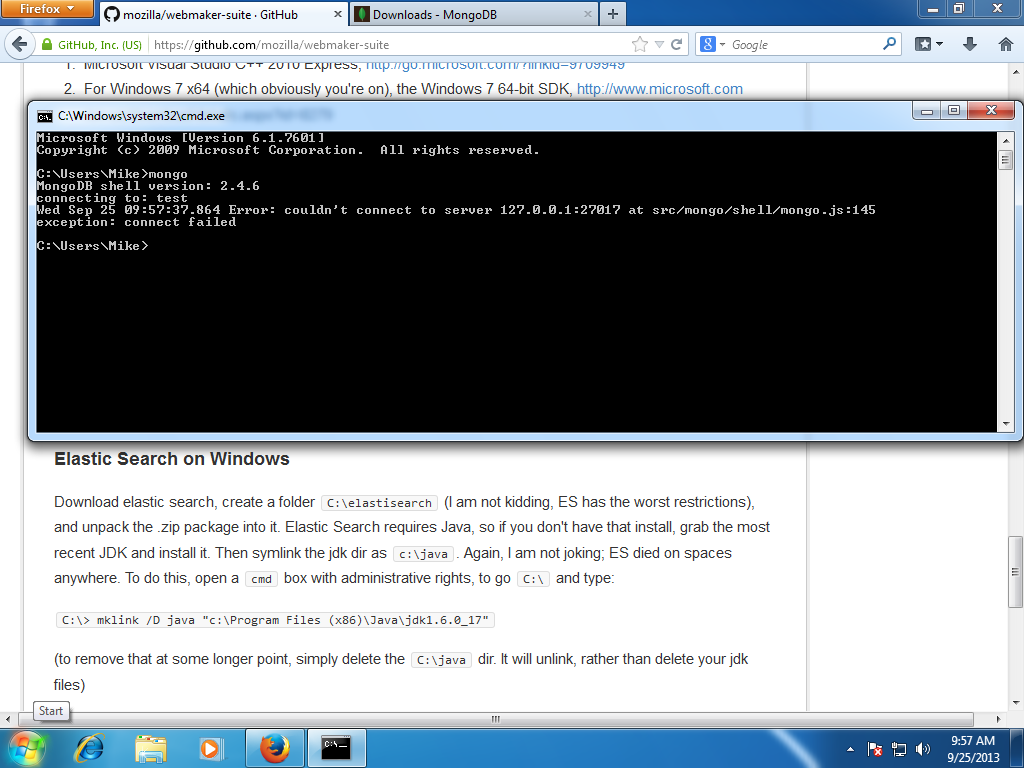 Firefox
mozilla/webmaker-suite · GitHub
Downloads - MongoDB
GitHub, Inc. (US)
https://github.com/mozilla/webmaker-suite
Google
1. Microsoft Visual Studio C++ 2010 Express, http://go.microsoft.com/?linkid=9709949
2. For Windows 7 x64 (which obviously you're on), the Windows 7 64-bit SDK, http://www.microsoft.com
C:\Windows\system32\cmd.exe
Microsoft Windows [Version 6.1.7601]
Copyright (c) 2009 Microsoft Corporation.  All rights reserved.
C:\Users\Mike>mongo
MongoDB shell version: 2.4.6
connecting to: test
Wed Sep 25 09:57:37.864 Error: couldn't connect to server 127.0.0.1:27017 at src/mongo/shell/mongo.js:145
exception: connect failed
C:\Users\Mike>
Elastic Search on Windows
Download elastic search, create a folder C:\elastisearch (I am not kidding, ES has the worst restrictions),
and unpack the .zip package into it. Elastic Search requires Java, so if you don't have that install, grab the most
recent JDK and install it. Then symlink the jdk dir as c:\java . Again, I am not joking; ES died on spaces
anywhere. To do this, open a cmd box with administrative rights, to go C:\ and type:
C:\> mklink /D java "c:\Program Files (x86)\Java\jdk1.6.0_17"
(to remove that at some longer point, simply delete the C:\java dir. It will unlink, rather than delete your jdk
files)
Start
9:57 AM
9/25/2013